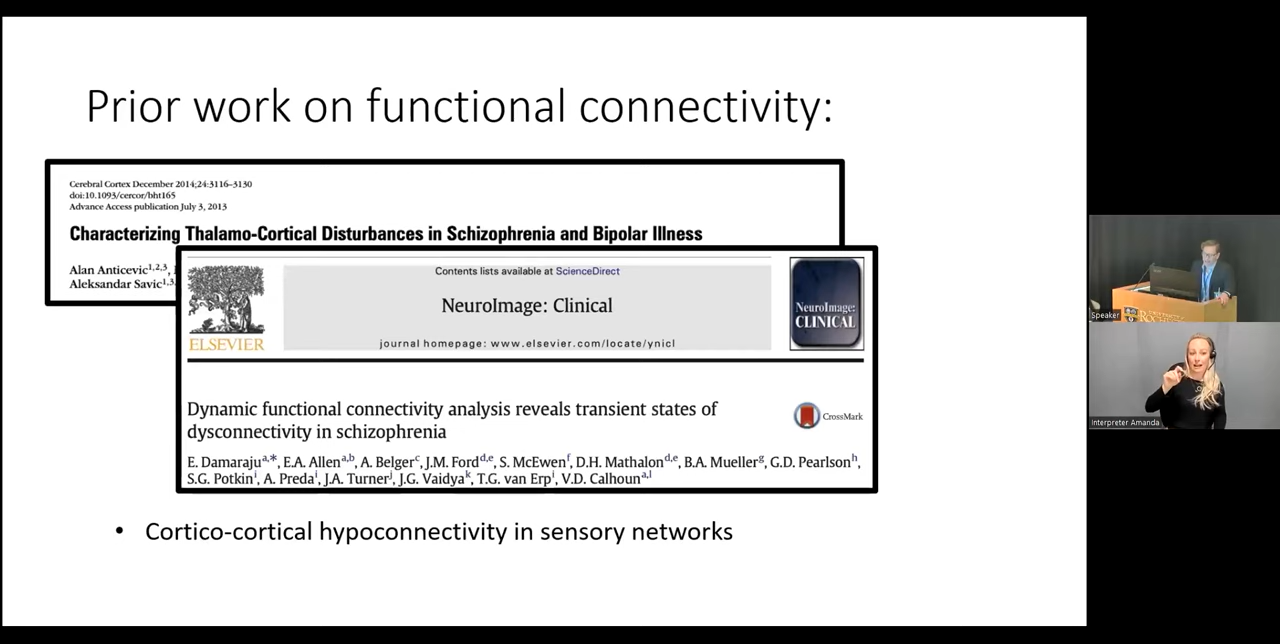 Prior work on functional connectivity:
Cerebral Cortex December 2014;24:3116–3130
doi:10.1093/cercor/bht165
Advance Access publication July 3, 2013
Characterizing Thalamo-Cortical Disturbances in Schizophrenia and Bipolar Illness
Alan Anticevic1,2,3,
Aleksandar Savic1,3,
Contents lists available at ScienceDirect
NeuroImage: Clinical
journal homepage: www.elsevier.com/locate/ynicl
ELSEVIER
NeuroImage:
CLINICAL
Dynamic functional connectivity analysis reveals transient states of
dysconnectivity in schizophrenia
CrossMark
E. Damaraju a,*, E.A. Allen a,b, A. Belger c, J.M. Ford d,e, S. McEwen f, D.H. Mathalon d,e, B.A. Mueller g, G.D. Pearlson h,
S.G. Potkin i, A. Preda i, J.A. Turner j, J.G. Vaidya k, T.G. van Erp i, V.D. Calhoun a,l
• Cortico-cortical hypoconnectivity in sensory networks
Speaker
Interpreter Amanda